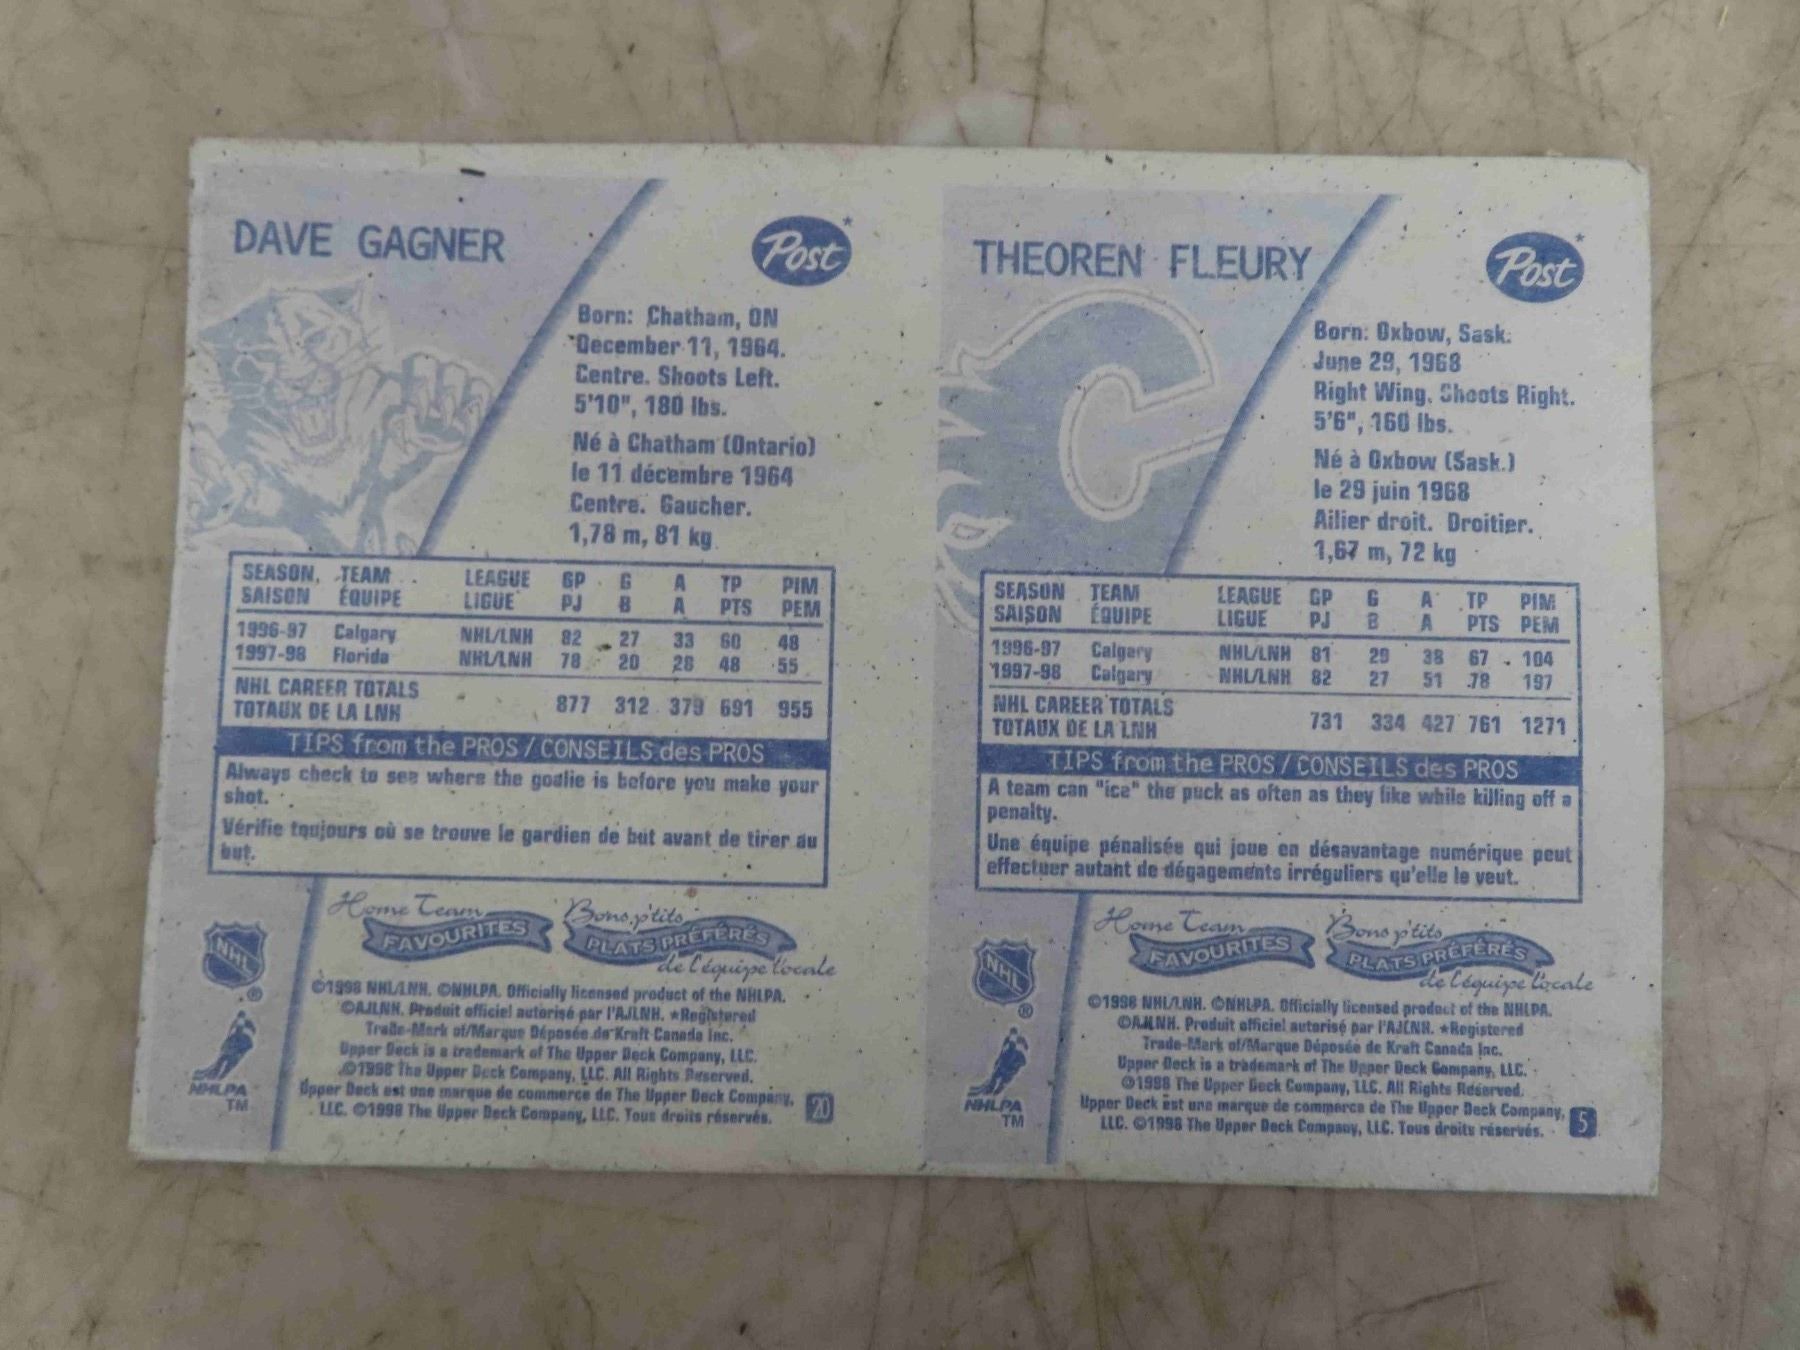 DAVE GAGNER
Post*
Born: Chatham, ON
December 11, 1964.
Centre. Shoots Left.
5'10", 180 lbs.
Né à Chatham (Ontario)
le 11 décembre 1964
Centre. Gaucher.
1,78 m, 81 kg
SEASON TEAM LEAGUE GP G A TP PIM
SAISON ÉQUIPE LIGUE PJ B A PTS PEM
1996-97 Calgary NHL/LNH 82 27 33 60 48
1997-98 Florida NHL/LNH 78 20 28 48 55
NHL CAREER TOTALS
TOTAUX DE LA LNH 877 312 379 691 955
TIPS from the PROS / CONSEILS des PROS
Always check to see where the goalie is before you make your
shot.
Vérifie toujours où se trouve le gardien de but avant de tirer au
but.
Home Team
FAVOURITES
Bons p'tits
PLATS PRÉFÉRÉS
de l'équipe locale
NHL
®
NHLPA
TM
©1998 NHL/LNH. ©NHLPA. Officially licensed product of the NHLPA.
©AJLNH. Produit officiel autorisé par l'AJLNH. ★Registered
Trade-Mark of/Marque Déposée de Kraft Canada Inc.
Upper Deck is a trademark of The Upper Deck Company, LLC.
©1998 The Upper Deck Company, LLC. All Rights Reserved.
Upper Deck est une marque de commerce de The Upper Deck Company,
LLC. ©1998 The Upper Deck Company, LLC. Tous droits réservés.
20
THEOREN FLEURY
Post*
Born: Oxbow, Sask.
June 29, 1968
Right Wing. Shoots Right.
5'6", 160 lbs.
Né à Oxbow (Sask.)
le 29 juin 1968
Ailier droit. Droitier.
1,67 m, 72 kg
SEASON TEAM LEAGUE GP G A TP PIM
SAISON ÉQUIPE LIGUE PJ B A PTS PEM
1996-97 Calgary NHL/LNH 81 29 38 67 104
1997-98 Calgary NHL/LNH 82 27 51 78 197
NHL CAREER TOTALS
TOTAUX DE LA LNH 731 334 427 761 1271
TIPS from the PROS / CONSEILS des PROS
A team can "ice" the puck as often as they like while killing off a
penalty.
Une équipe pénalisée qui joue en désavantage numérique peut
effectuer autant de dégagements irréguliers qu'elle le veut.
Home Team
FAVOURITES
Bons p'tits
PLATS PRÉFÉRÉS
de l'équipe locale
NHL
®
NHLPA
TM
©1998 NHL/LNH. ©NHLPA. Officially licensed product of the NHLPA.
©AJLNH. Produit officiel autorisé par l'AJLNH. ★Registered
Trade-Mark of/Marque Déposée de Kraft Canada Inc.
Upper Deck is a trademark of The Upper Deck Company, LLC.
©1998 The Upper Deck Company, LLC. All Rights Reserved.
Upper Deck est une marque de commerce de The Upper Deck Company,
LLC. ©1998 The Upper Deck Company, LLC. Tous droits réservés.
5